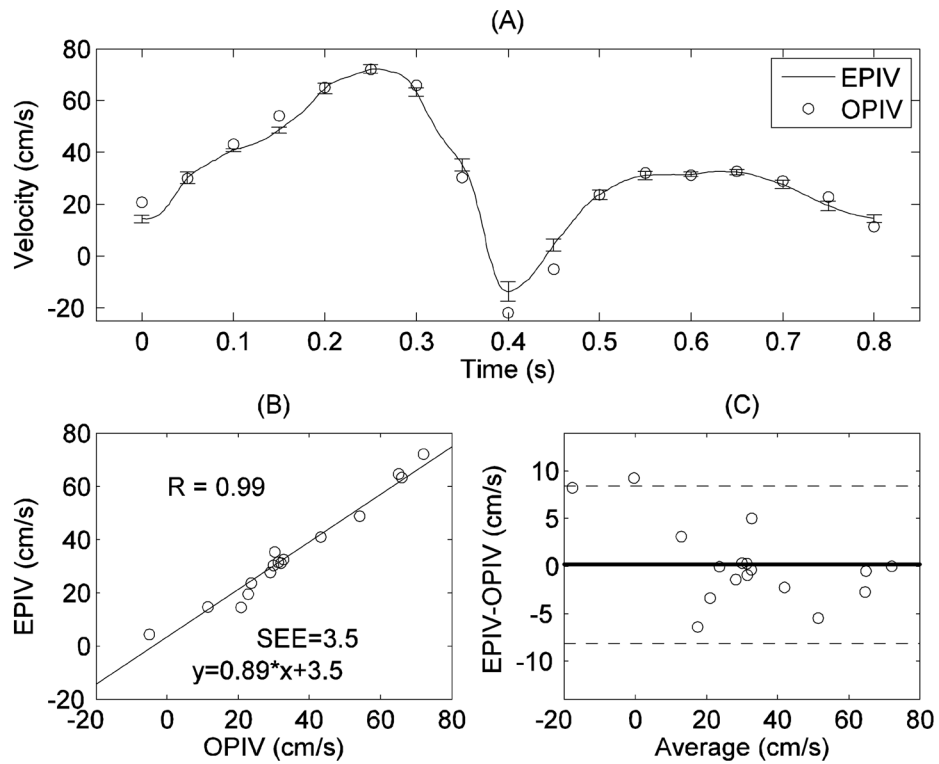 (A)
Velocity (cm/s)
80
60
40
20
0
-20
EPIV
OPIV
0 0.1 0.2 0.3 0.4 0.5 0.6 0.7 0.8
Time (s)
(B)
EPIV (cm/s)
80
60
40
20
0
-20
R = 0.99
SEE=3.5
y=0.89*x+3.5
0 20 40 60 80
OPIV (cm/s)
(C)
EPIV-OPIV (cm/s)
10
5
0
-5
-10
-20 0 20 40 60 80
Average (cm/s)